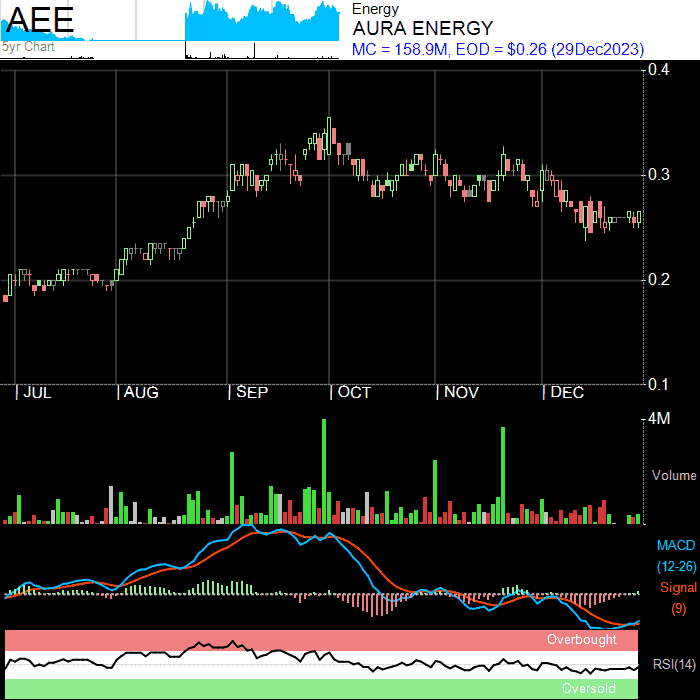 AEE
5yr Chart
Energy
AURA ENERGY
MC = 158.9M, EOD = $0.26 (29Dec2023)
0.4
0.3
0.2
0.1
| JUL | AUG | SEP | OCT | NOV | DEC
4M
Volume
MACD
(12-26)
Signal
(9)
Overbought
RSI(14)
Oversold